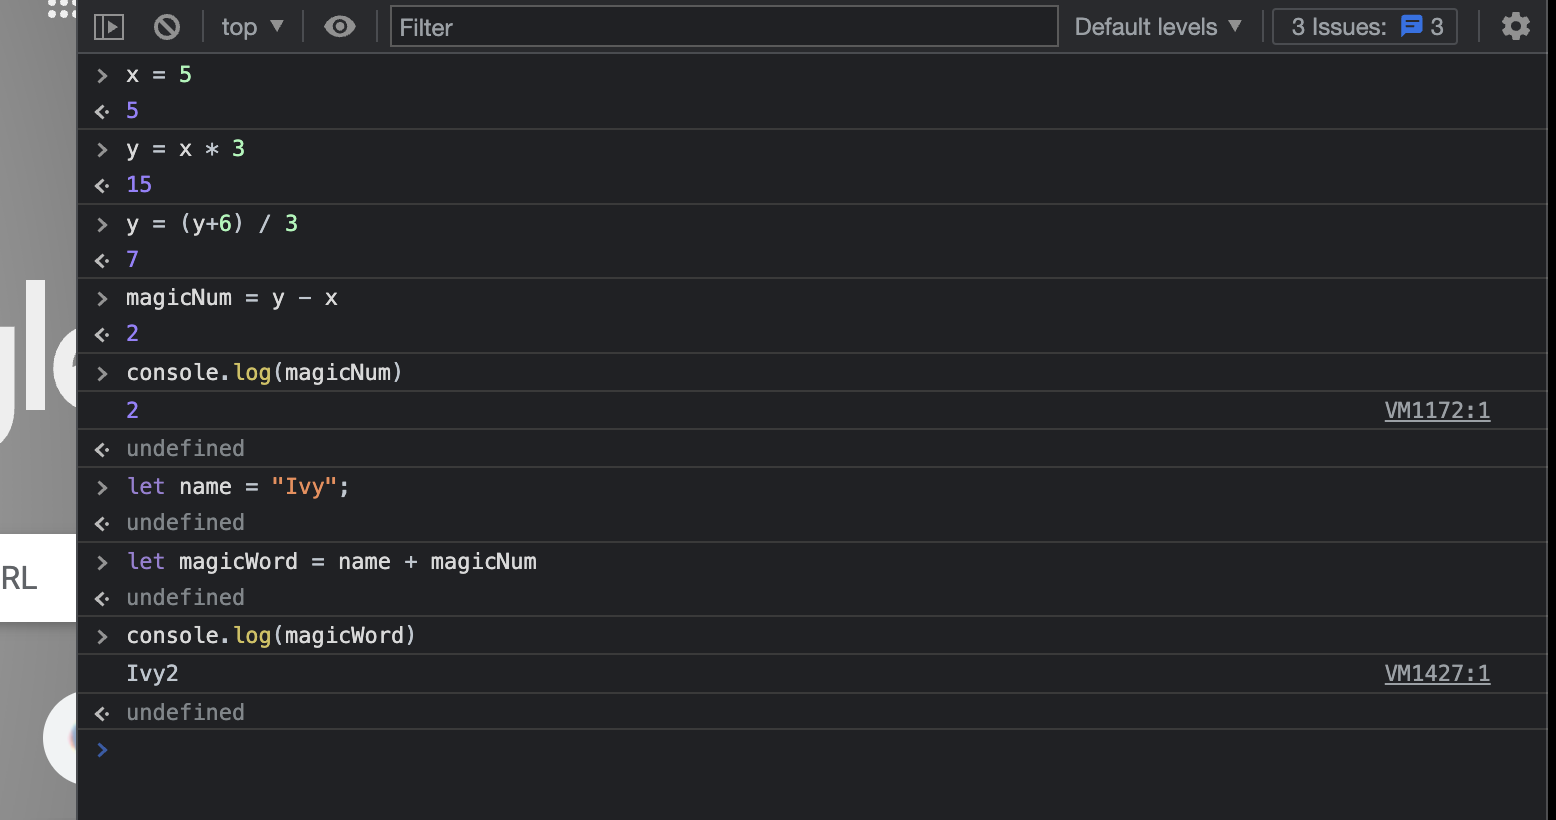 top
Filter
Default levels
3 Issues: 3
> x = 5
5
> y = x * 3
15
> y = (y+6) / 3
7
> magicNum = y - x
2
> console.log(magicNum)
2 VM1172:1
undefined
> let name = "Ivy";
undefined
> let magicWord = name + magicNum
undefined
> console.log(magicWord)
Ivy2 VM1427:1
undefined
>
gle
RL